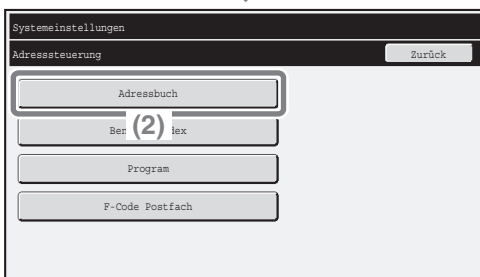 Systemeinstellungen
Adresssteuerung
Zurück
Adressbuch
(2)
Program
F-Code Postfach